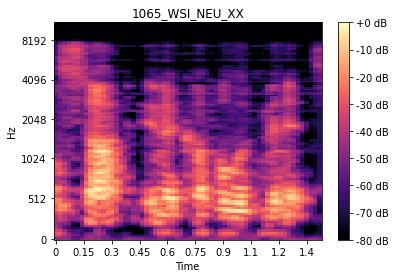 1065_WSI_NEU_XX
Hz
8192
4096
2048
1024
512
0
0 0.15 0.3 0.45 0.6 0.75 0.9 1.1 1.2 1.4
Time
+0 dB
-10 dB
-20 dB
-30 dB
-40 dB
-50 dB
-60 dB
-70 dB
-80 dB